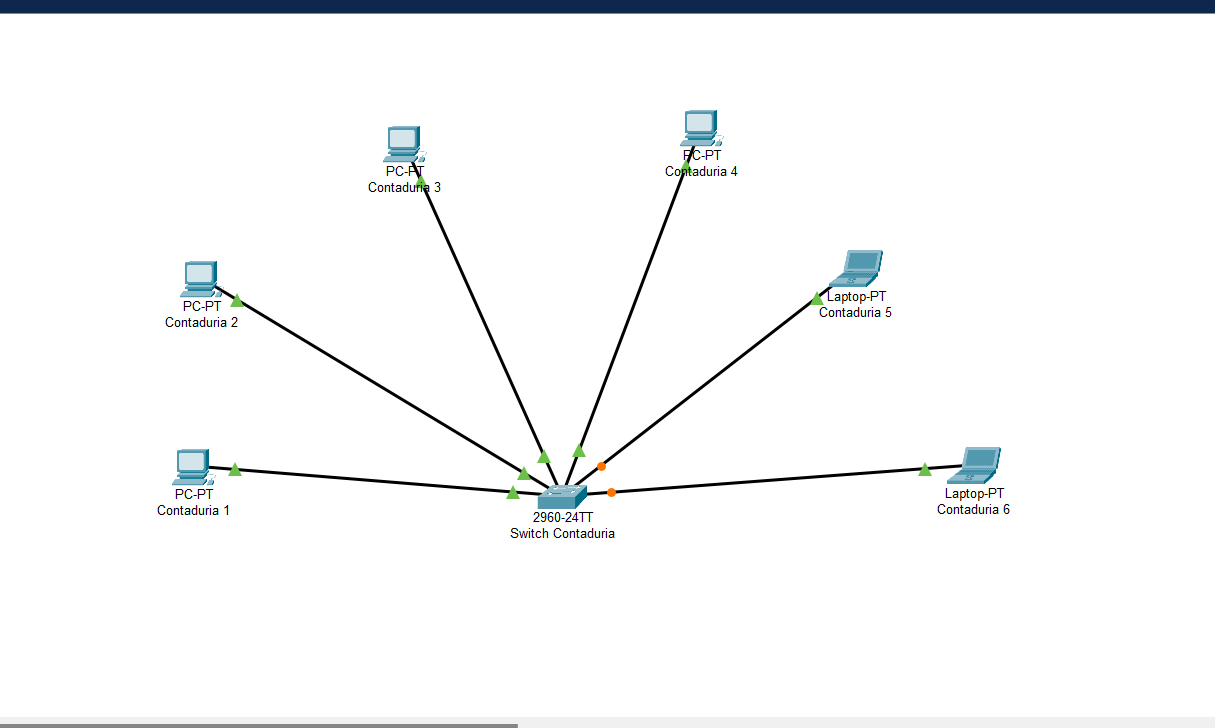 PC-PT
Contaduria 3
PC-PT
Contaduria 4
PC-PT
Contaduria 2
Laptop-PT
Contaduria 5
PC-PT
Contaduria 1
2960-24TT
Switch Contaduria
Laptop-PT
Contaduria 6